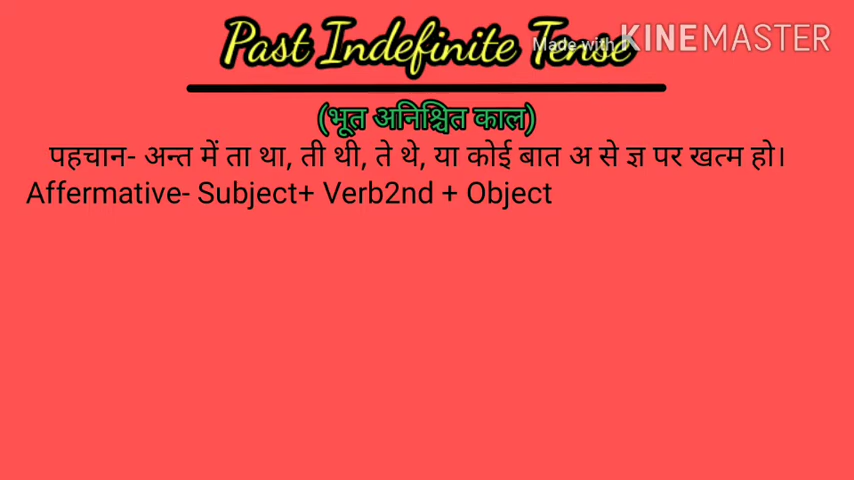 Past Indefinite Tense
Made with KINEMASTER
(भूत अनिश्चित काल)
पहचान- अन्त में ता था, ती थी, ते थे, या कोई बात अ से ज्ञ पर खत्म हो।
Affermative- Subject+ Verb2nd + Object